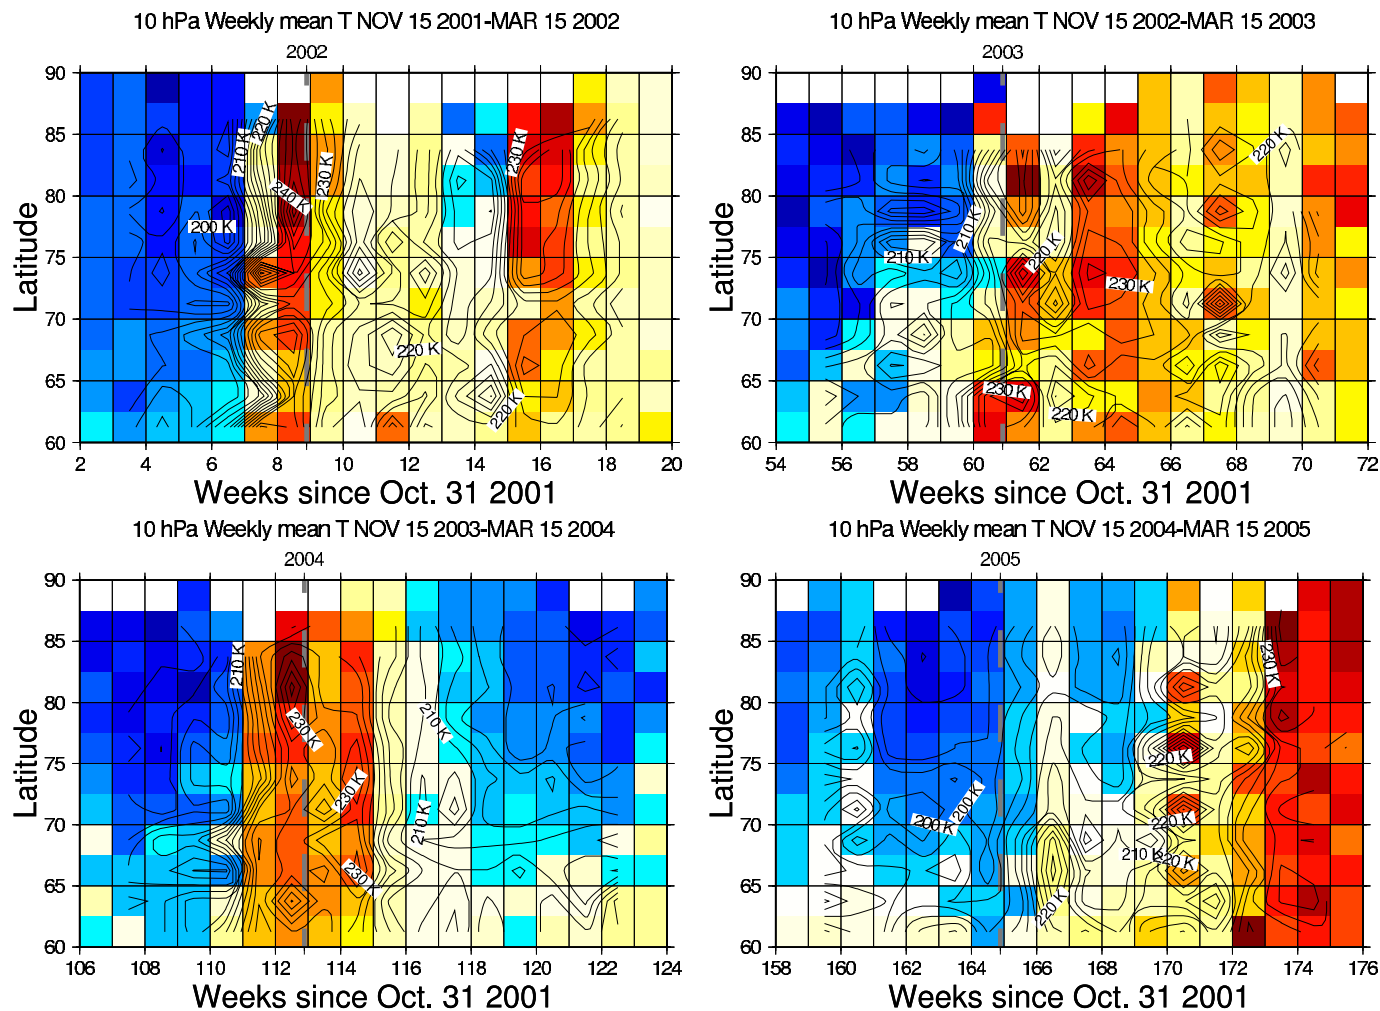 10 hPa Weekly mean T NOV 15 2001-MAR 15 2002
2002
90
85
80
75
70
65
60
Latitude
210 K
220 K
240 K
230 K
200 K
230 K
220 K
220 K
2 4 6 8 10 12 14 16 18 20
Weeks since Oct. 31 2001
10 hPa Weekly mean T NOV 15 2002-MAR 15 2003
2003
90
85
80
75
70
65
60
Latitude
220 K
210 K
210 K
220 K
230 K
230 K
220 K
54 56 58 60 62 64 66 68 70 72
Weeks since Oct. 31 2001
10 hPa Weekly mean T NOV 15 2003-MAR 15 2004
2004
90
85
80
75
70
65
60
Latitude
210 K
230 K
210 K
230 K
210 K
230 K
106 108 110 112 114 116 118 120 122 124
Weeks since Oct. 31 2001
10 hPa Weekly mean T NOV 15 2004-MAR 15 2005
2005
90
85
80
75
70
65
60
Latitude
230 K
220 K
200 K
200 K
220 K
210 K
220 K
220 K
158 160 162 164 166 168 170 172 174 176
Weeks since Oct. 31 2001